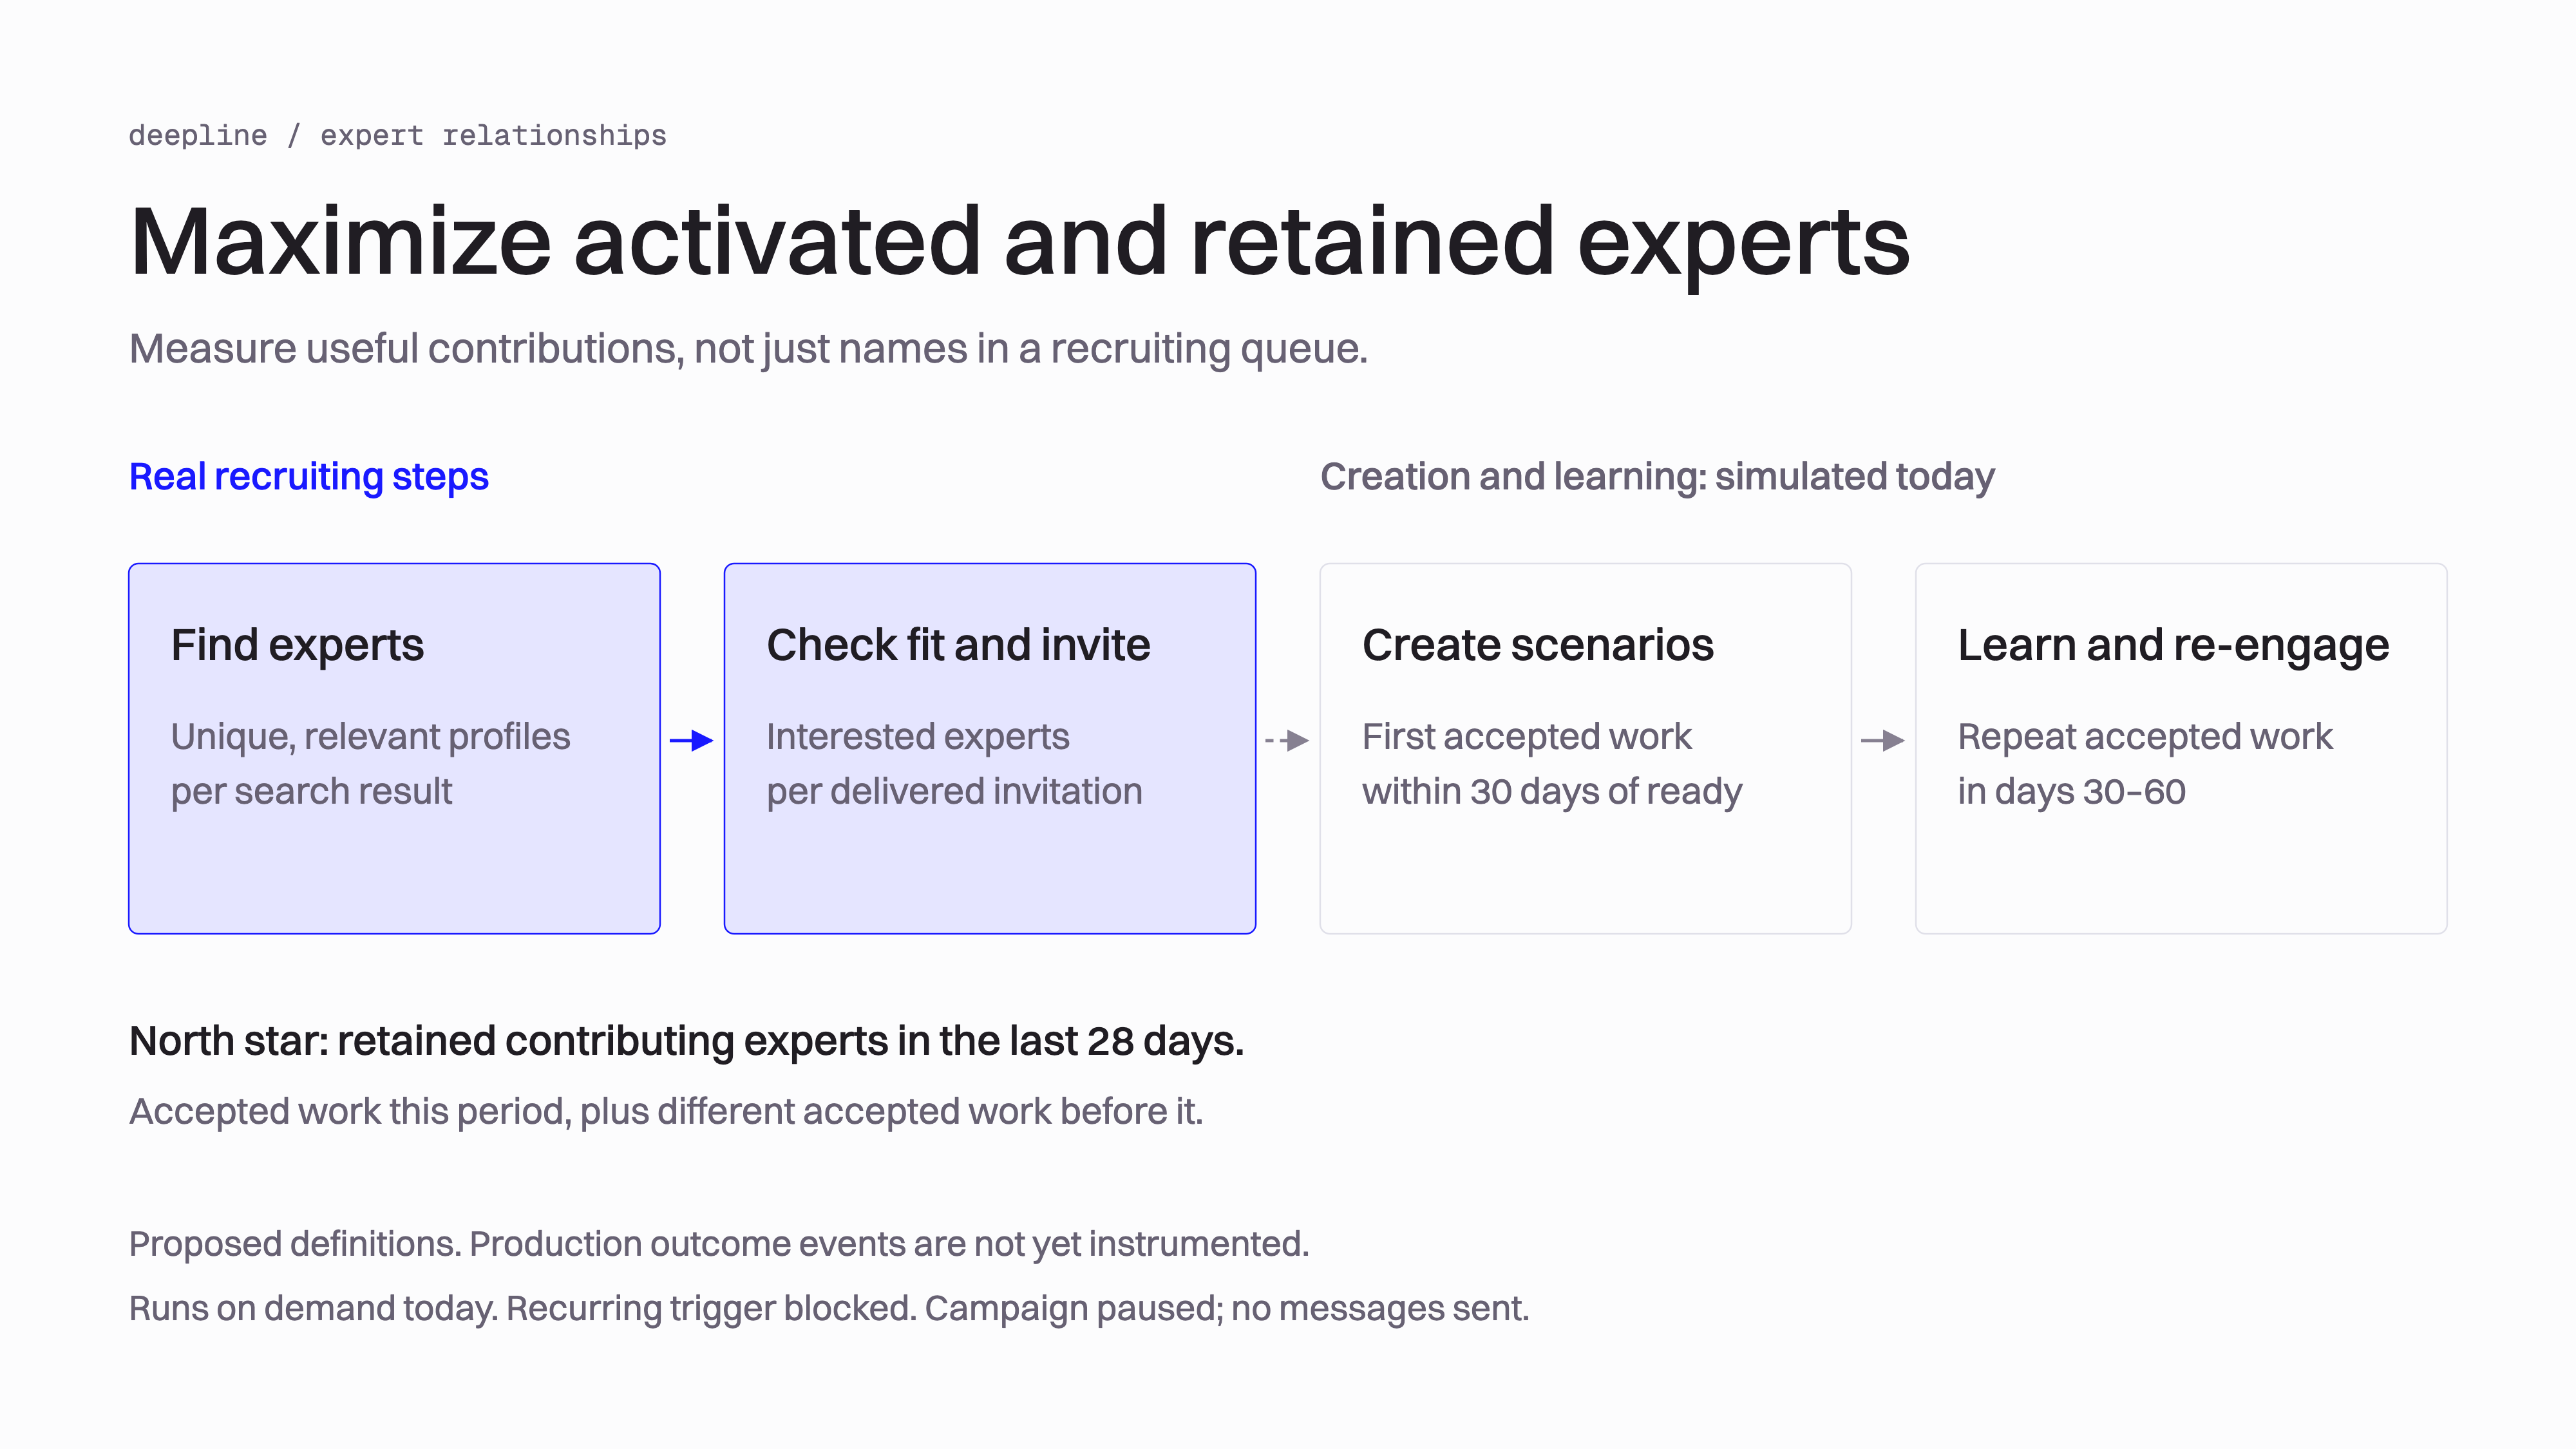 deepline / expert relationships
Maximize activated and retained experts
Measure useful contributions, not just names in a recruiting queue.
Real recruiting steps
Creation and learning: simulated today
Find experts
Unique, relevant profiles
per search result
Check fit and invite
Interested experts
per delivered invitation
Create scenarios
First accepted work
within 30 days of ready
Learn and re-engage
Repeat accepted work
in days 30–60
North star: retained contributing experts in the last 28 days.
Accepted work this period, plus different accepted work before it.
Proposed definitions. Production outcome events are not yet instrumented.
Runs on demand today. Recurring trigger blocked. Campaign paused; no messages sent.